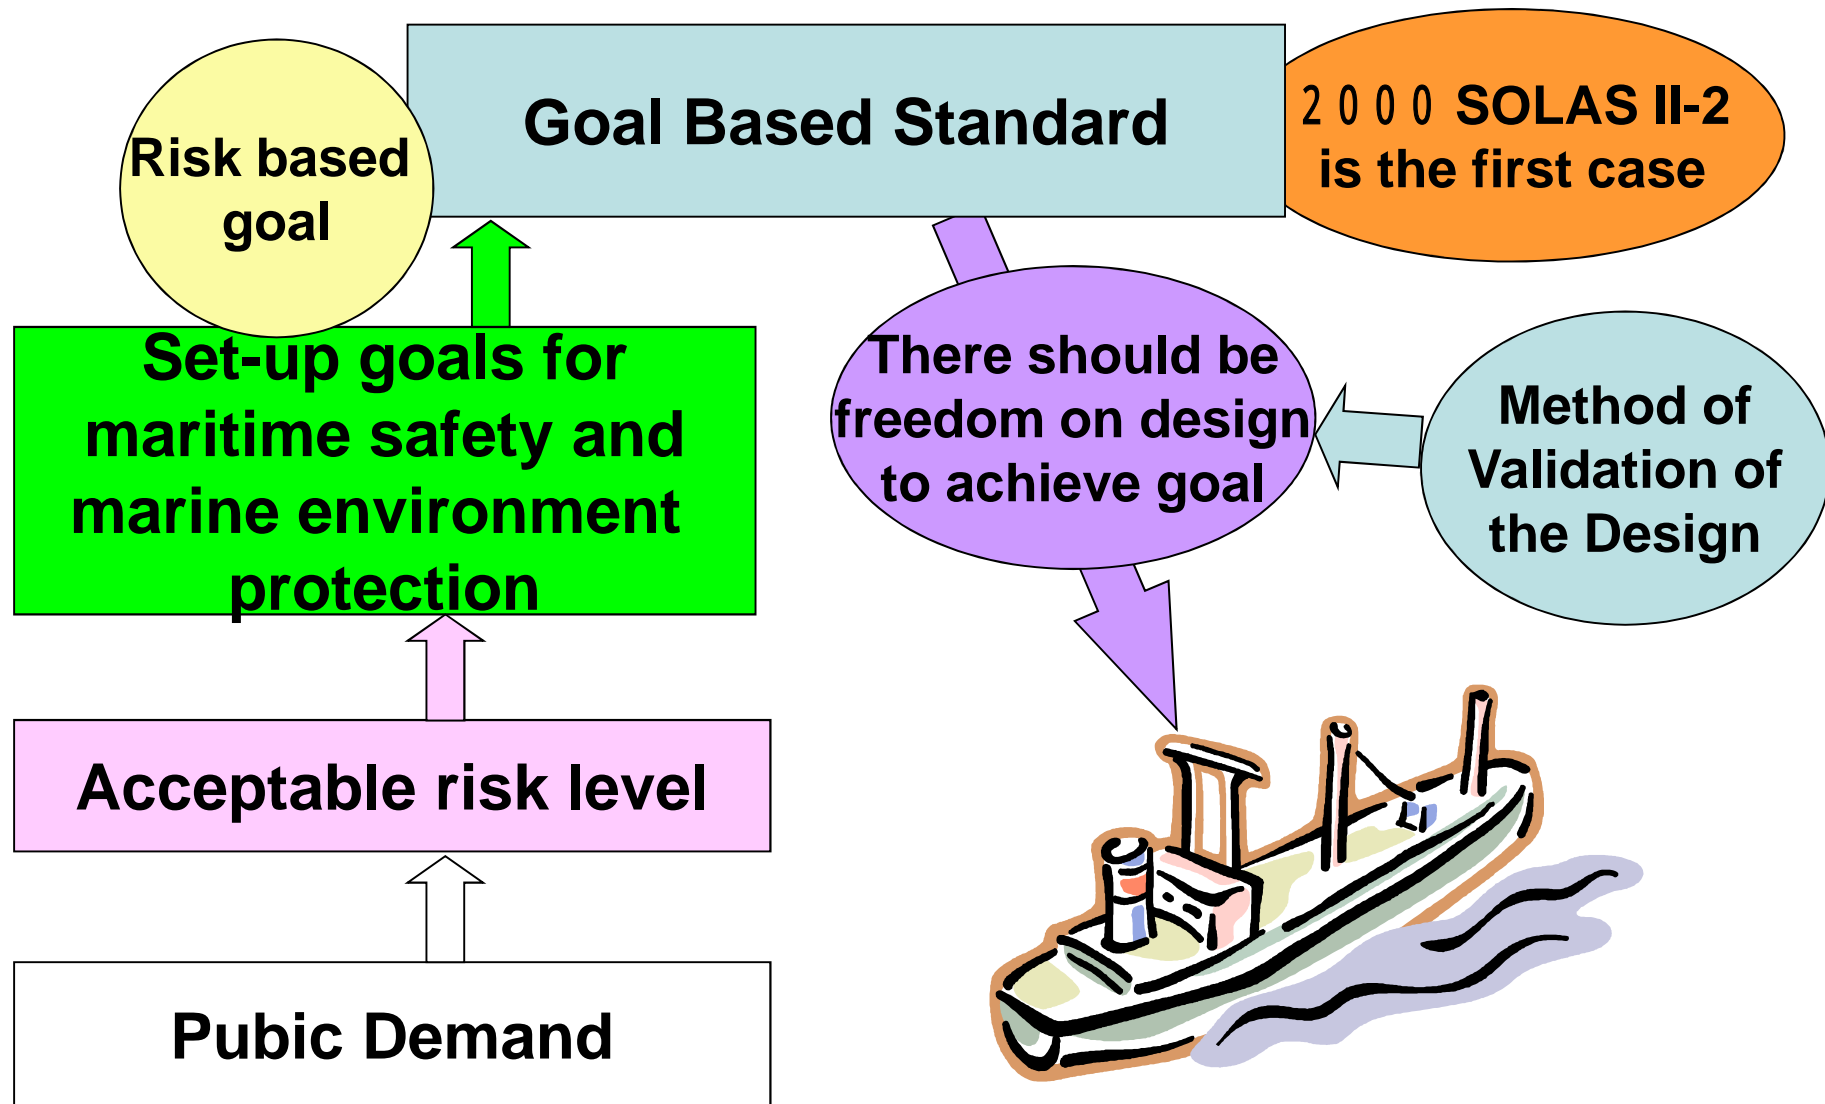 Goal Based Standard
２０００ SOLAS II-2
is the first case
Risk based
goal
Set-up goals for
maritime safety and
marine environment
protection
There should be
freedom on design
to achieve goal
Method of
Validation of
the Design
Acceptable risk level
Pubic Demand